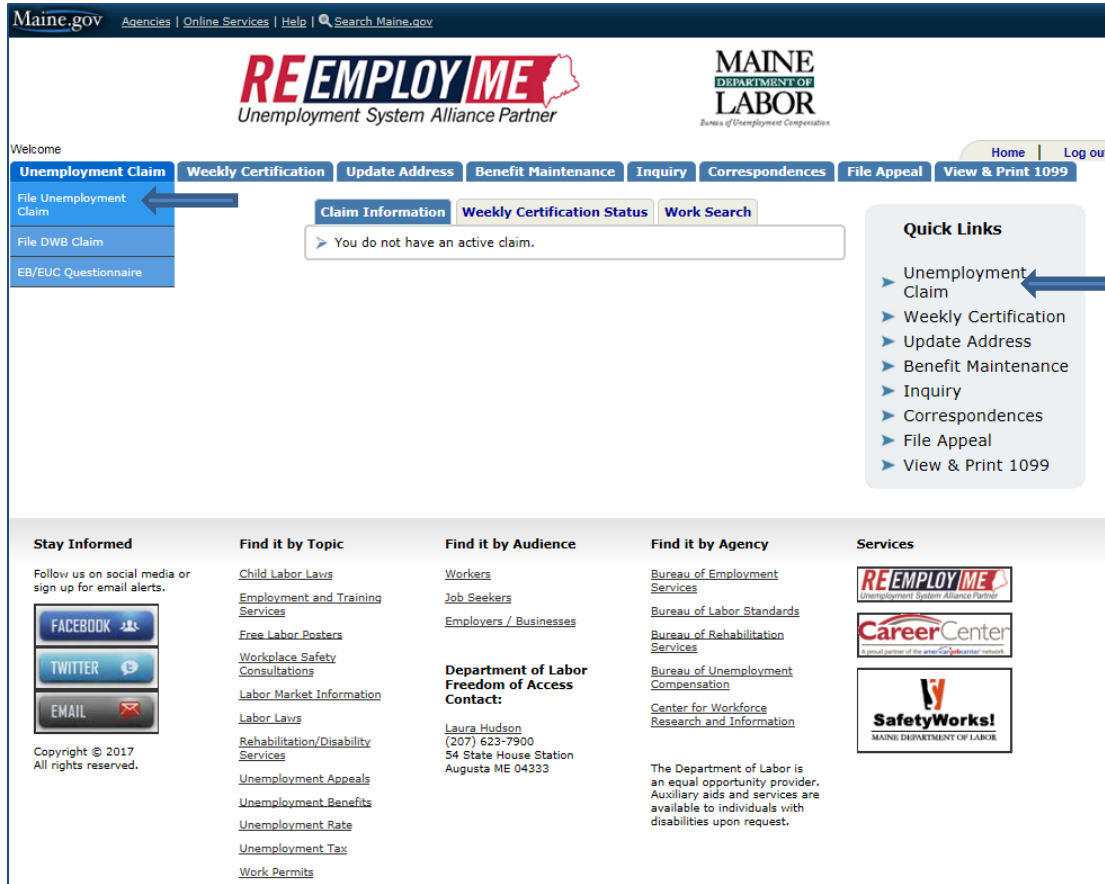 Maine.gov Agencies | Online Services | Help | Search Maine.gov
REEMPLOYME
Unemployment System Alliance Partner
MAINE
DEPARTMENT OF
LABOR
Bureau of Unemployment Compensation
Welcome
Home | Log out
Unemployment Claim Weekly Certification Update Address Benefit Maintenance Inquiry Correspondences File Appeal View & Print 1099
File Unemployment
Claim
File DWB Claim
EB/EUC Questionnaire
Claim Information Weekly Certification Status Work Search
You do not have an active claim.
Quick Links
Unemployment
Claim
Weekly Certification
Update Address
Benefit Maintenance
Inquiry
Correspondences
File Appeal
View & Print 1099
Stay Informed
Follow us on social media or
sign up for email alerts.
FACEBOOK
TWITTER
EMAIL
Copyright © 2017
All rights reserved.
Find it by Topic
Child Labor Laws
Employment and Training
Services
Free Labor Posters
Workplace Safety
Consultations
Labor Market Information
Labor Laws
Rehabilitation/Disability
Services
Unemployment Appeals
Unemployment Benefits
Unemployment Rate
Unemployment Tax
Work Permits
Find it by Audience
Workers
Job Seekers
Employers / Businesses
Department of Labor
Freedom of Access
Contact:
Laura Hudson
(207) 623-7900
54 State House Station
Augusta ME 04333
Find it by Agency
Bureau of Employment
Services
Bureau of Labor Standards
Bureau of Rehabilitation
Services
Bureau of Unemployment
Compensation
Center for Workforce
Research and Information
The Department of Labor is
an equal opportunity provider.
Auxiliary aids and services are
available to individuals with
disabilities upon request.
Services
REEMPLOYME
Unemployment System Alliance Partner
CareerCenter
A proud partner of the americanjobcenter network
SafetyWorks!
MAINE DEPARTMENT OF LABOR